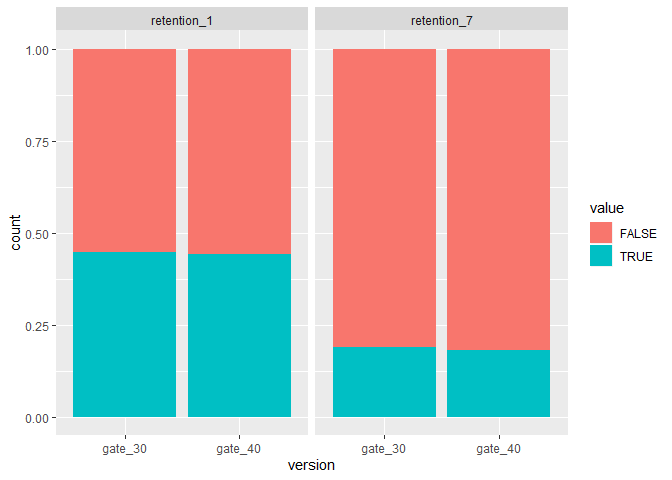 retention_1
retention_7
1.00
0.75
0.50
0.25
0.00
count
gate_30
gate_40
gate_30
gate_40
version
value
FALSE
TRUE